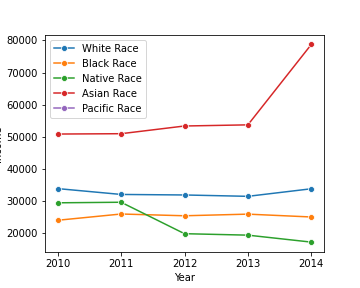 80000
70000
60000
50000
40000
30000
20000
White Race
Black Race
Native Race
Asian Race
Pacific Race
2010 2011 2012 2013 2014
Year